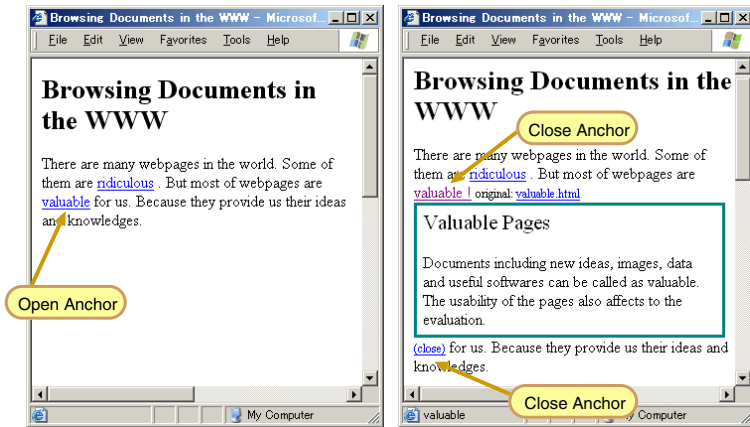 Browsing Documents in the WWW - Microsof...
File Edit View Favorites Tools Help
Browsing Documents in
the WWW
There are many webpages in the world. Some of
them are ridiculous . But most of webpages are
valuable for us. Because they provide us their ideas
and knowledges.
Open Anchor
My Computer
Browsing Documents in the WWW - Microsof...
File Edit View Favorites Tools Help
Browsing Documents in the
WWW
Close Anchor
There are many webpages in the world. Some of
them are ridiculous . But most of webpages are
valuable ! original: valuable.html
Valuable Pages
Documents including new ideas, images, data
and useful softwares can be called as valuable.
The usability of the pages also affects to the
evaluation.
(close) for us. Because they provide us their ideas and
knowledges.
Close Anchor
valuable
My Computer